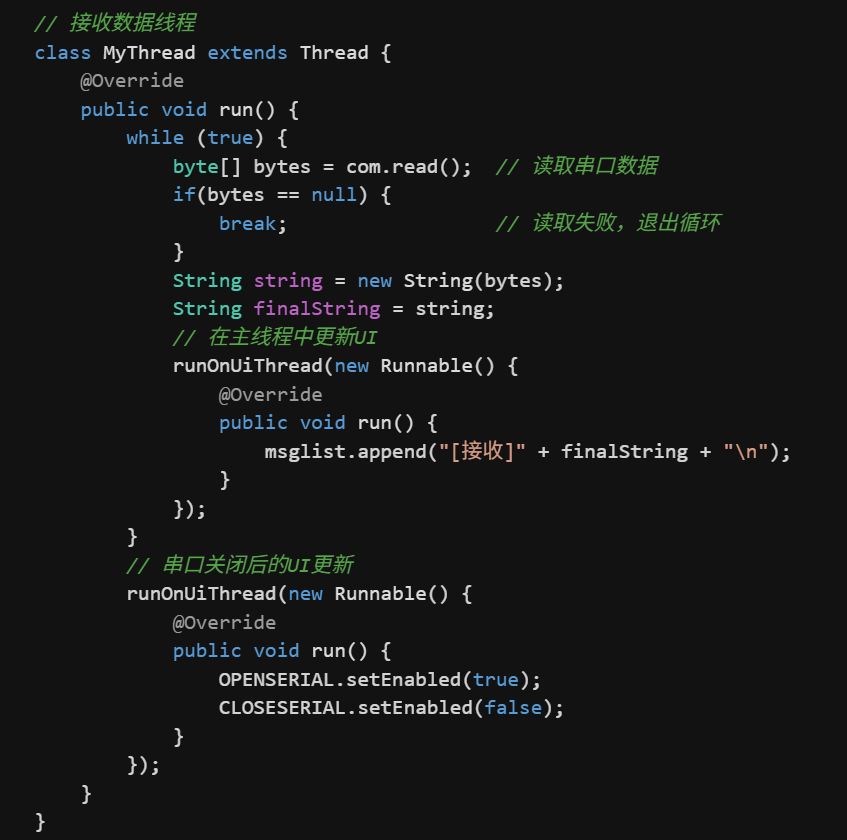 // 接收数据线程
class MyThread extends Thread {
    @Override
    public void run() {
        while (true) {
            byte[] bytes = com.read();  // 读取串口数据
            if(bytes == null) {
                break;                  // 读取失败，退出循环
            }
            String string = new String(bytes);
            String finalString = string;
            // 在主线程中更新UI
            runOnUiThread(new Runnable() {
                @Override
                public void run() {
                    msglist.append("[接收]" + finalString + "\n");
                }
            });
        }
        // 串口关闭后的UI更新
        runOnUiThread(new Runnable() {
            @Override
            public void run() {
                OPENSERIAL.setEnabled(true);
                CLOSESERIAL.setEnabled(false);
            }
        });
    }
}